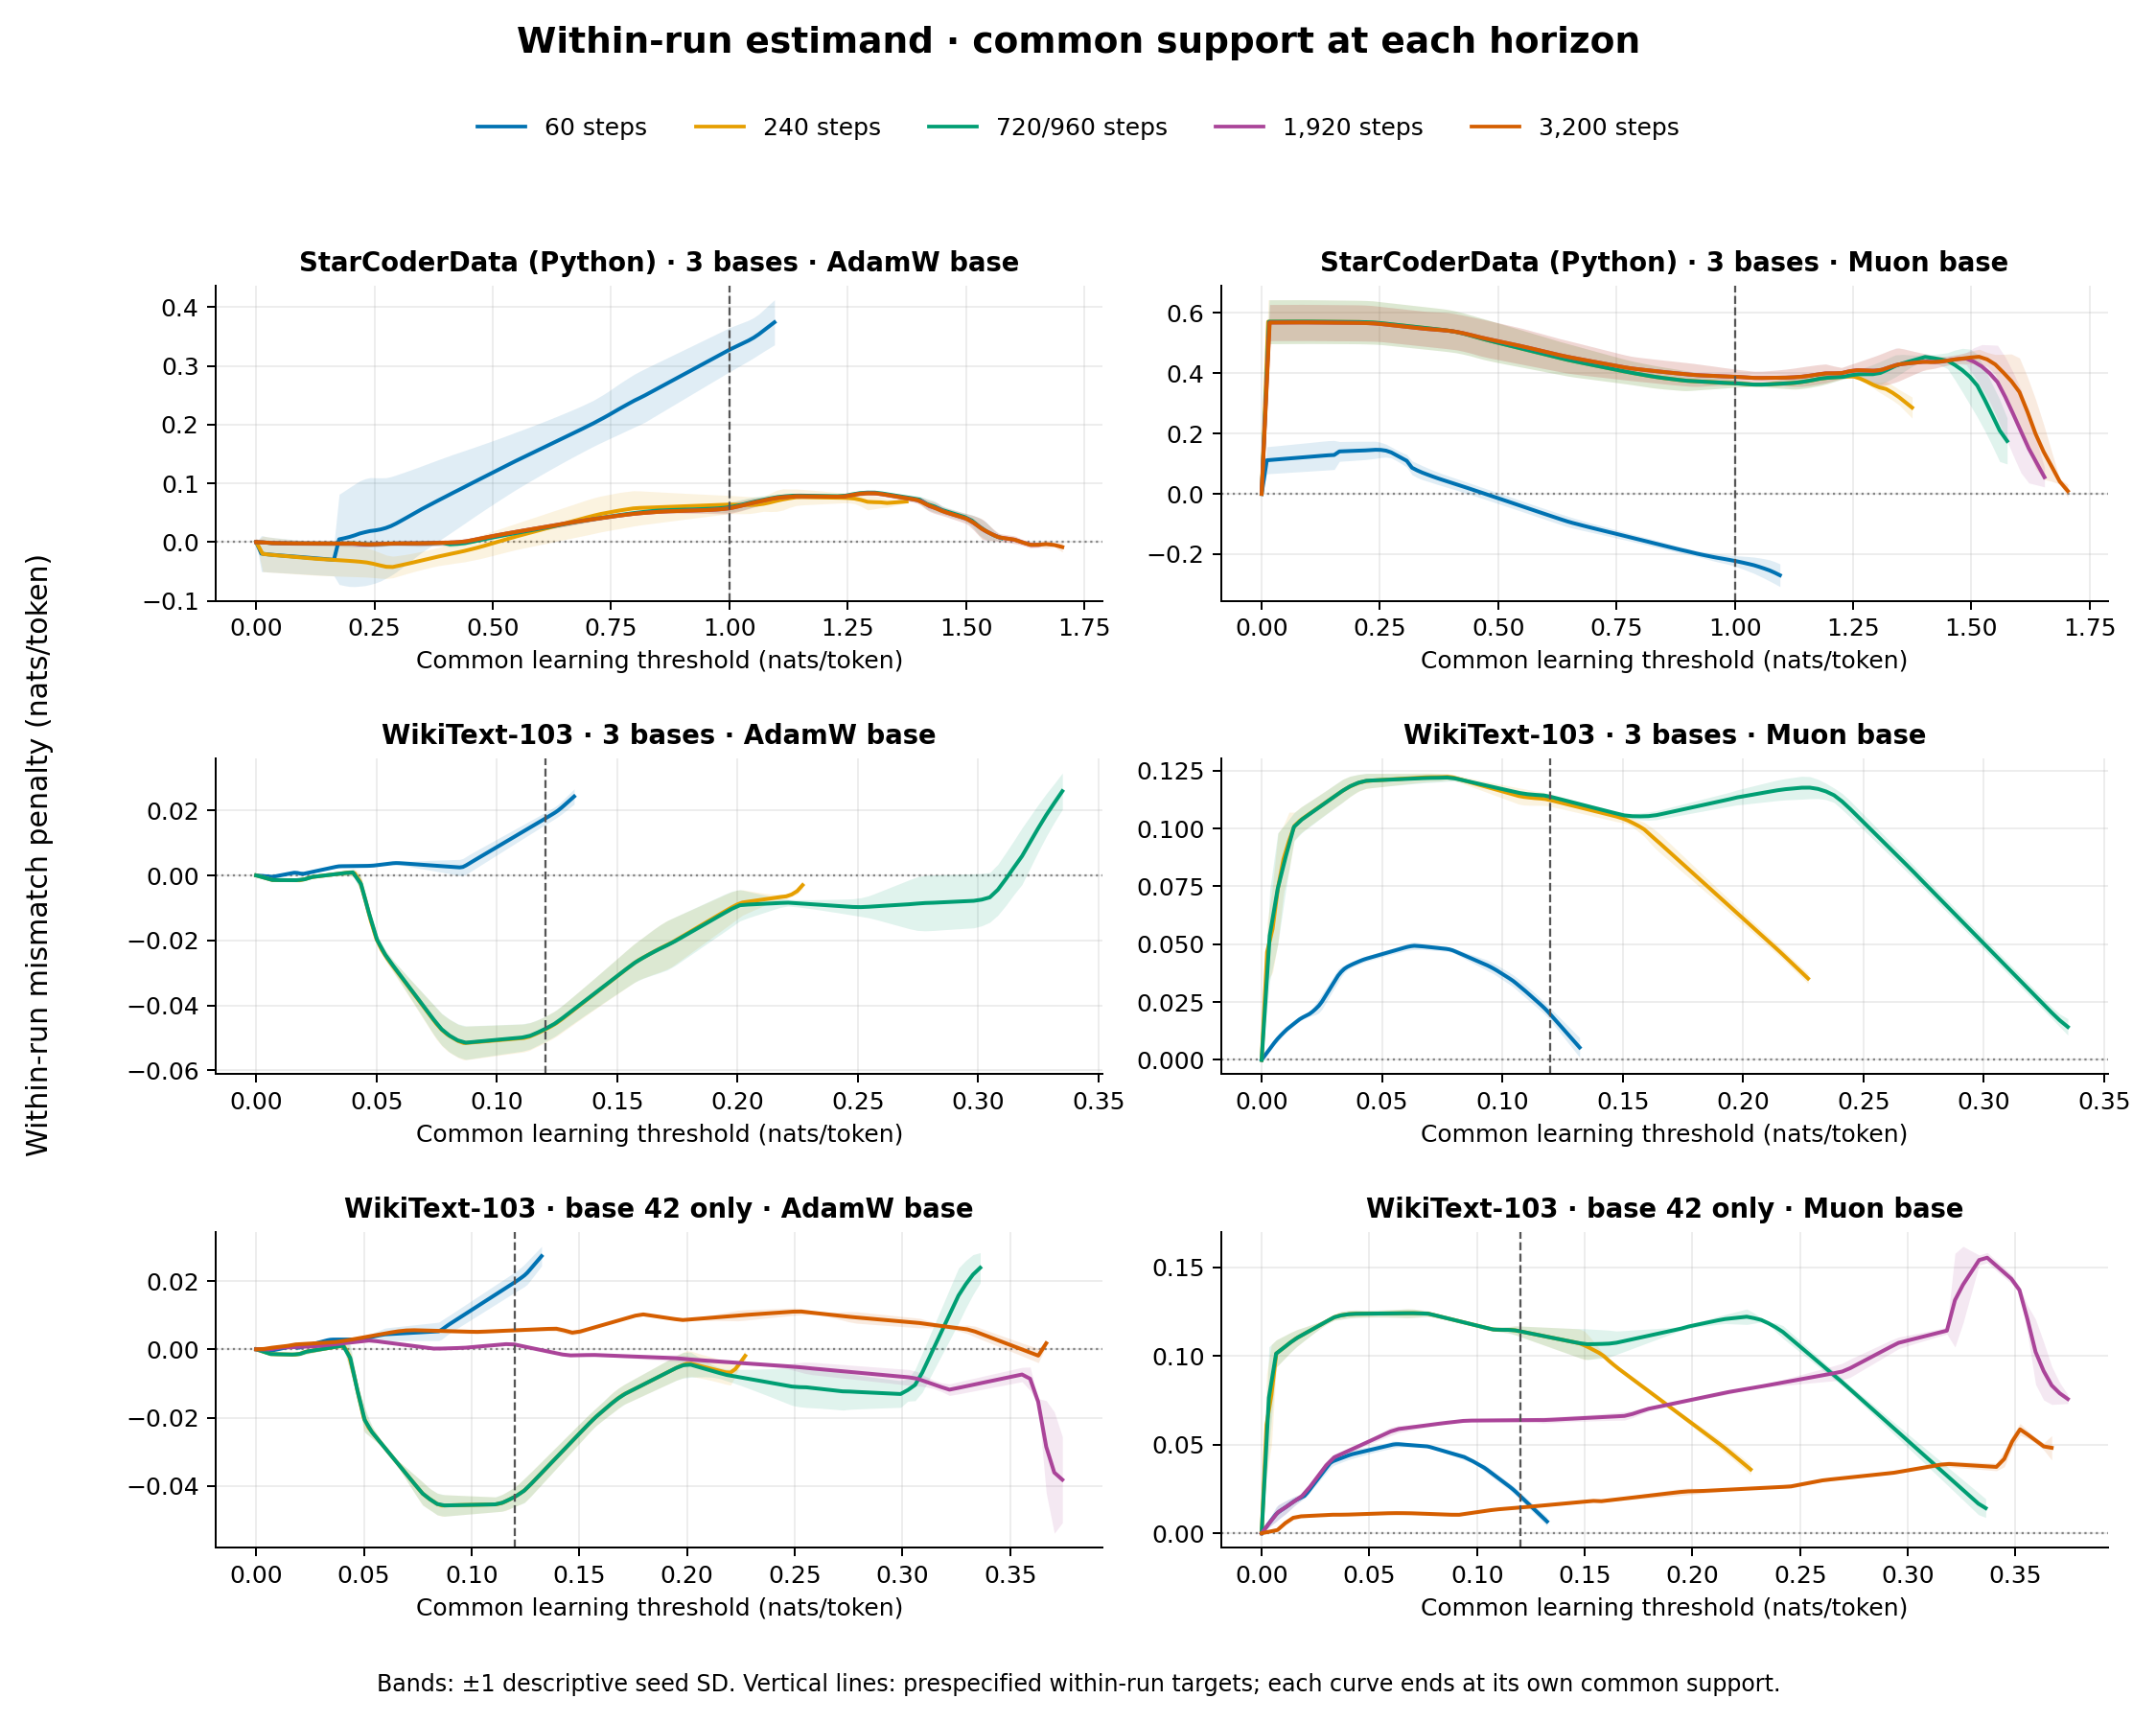 Within-run estimand · common support at each horizon
60 steps
240 steps
720/960 steps
1,920 steps
3,200 steps
Within-run mismatch penalty (nats/token)
StarCoderData (Python) · 3 bases · AdamW base
0.4
0.3
0.2
0.1
0.0
−0.1
0.00 0.25 0.50 0.75 1.00 1.25 1.50 1.75
Common learning threshold (nats/token)
StarCoderData (Python) · 3 bases · Muon base
0.6
0.4
0.2
0.0
−0.2
0.00 0.25 0.50 0.75 1.00 1.25 1.50 1.75
Common learning threshold (nats/token)
WikiText-103 · 3 bases · AdamW base
0.02
0.00
−0.02
−0.04
−0.06
0.00 0.05 0.10 0.15 0.20 0.25 0.30 0.35
Common learning threshold (nats/token)
WikiText-103 · 3 bases · Muon base
0.125
0.100
0.075
0.050
0.025
0.000
0.00 0.05 0.10 0.15 0.20 0.25 0.30 0.35
Common learning threshold (nats/token)
WikiText-103 · base 42 only · AdamW base
0.02
0.00
−0.02
−0.04
0.00 0.05 0.10 0.15 0.20 0.25 0.30 0.35
Common learning threshold (nats/token)
WikiText-103 · base 42 only · Muon base
0.15
0.10
0.05
0.00
0.00 0.05 0.10 0.15 0.20 0.25 0.30 0.35
Common learning threshold (nats/token)
Bands: ±1 descriptive seed SD. Vertical lines: prespecified within-run targets; each curve ends at its own common support.